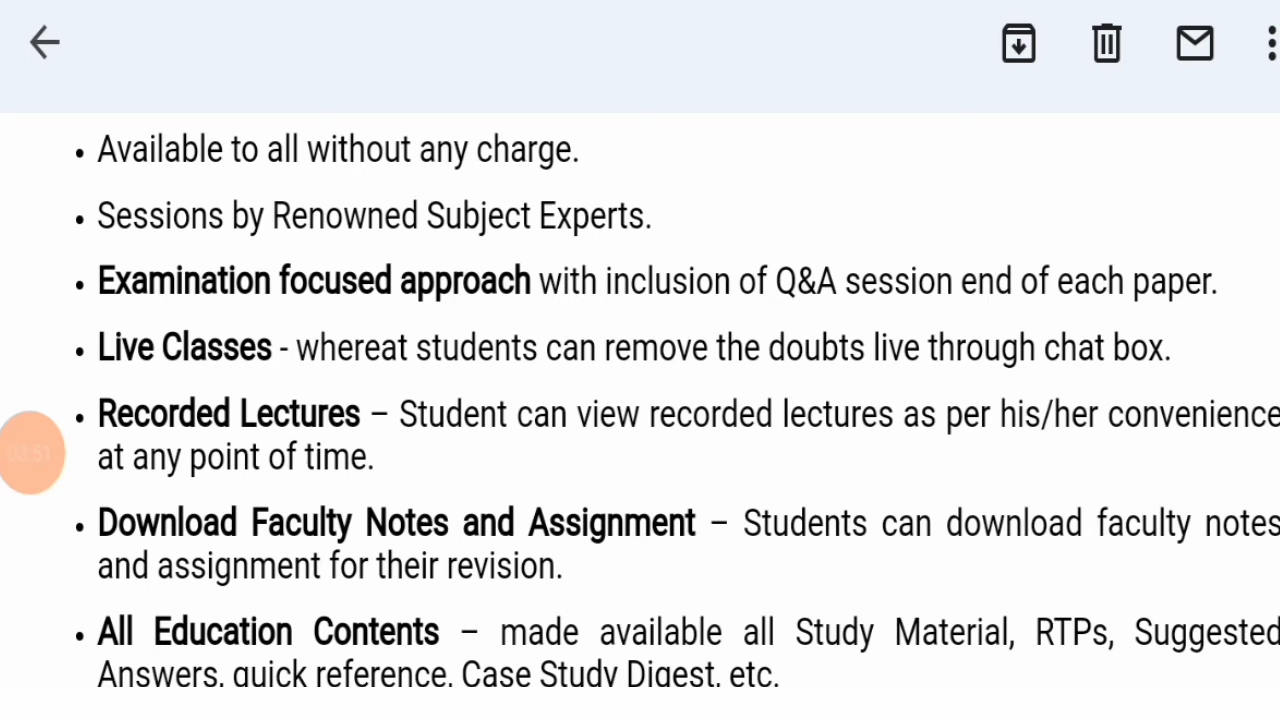 • Available to all without any charge.
• Sessions by Renowned Subject Experts.
• Examination focused approach with inclusion of Q&A session end of each paper.
• Live Classes - whereat students can remove the doubts live through chat box.
• Recorded Lectures – Student can view recorded lectures as per his/her convenience
at any point of time.
03:51
• Download Faculty Notes and Assignment – Students can download faculty notes
and assignment for their revision.
• All Education Contents – made available all Study Material, RTPs, Suggested
Answers, quick reference, Case Study Digest, etc.